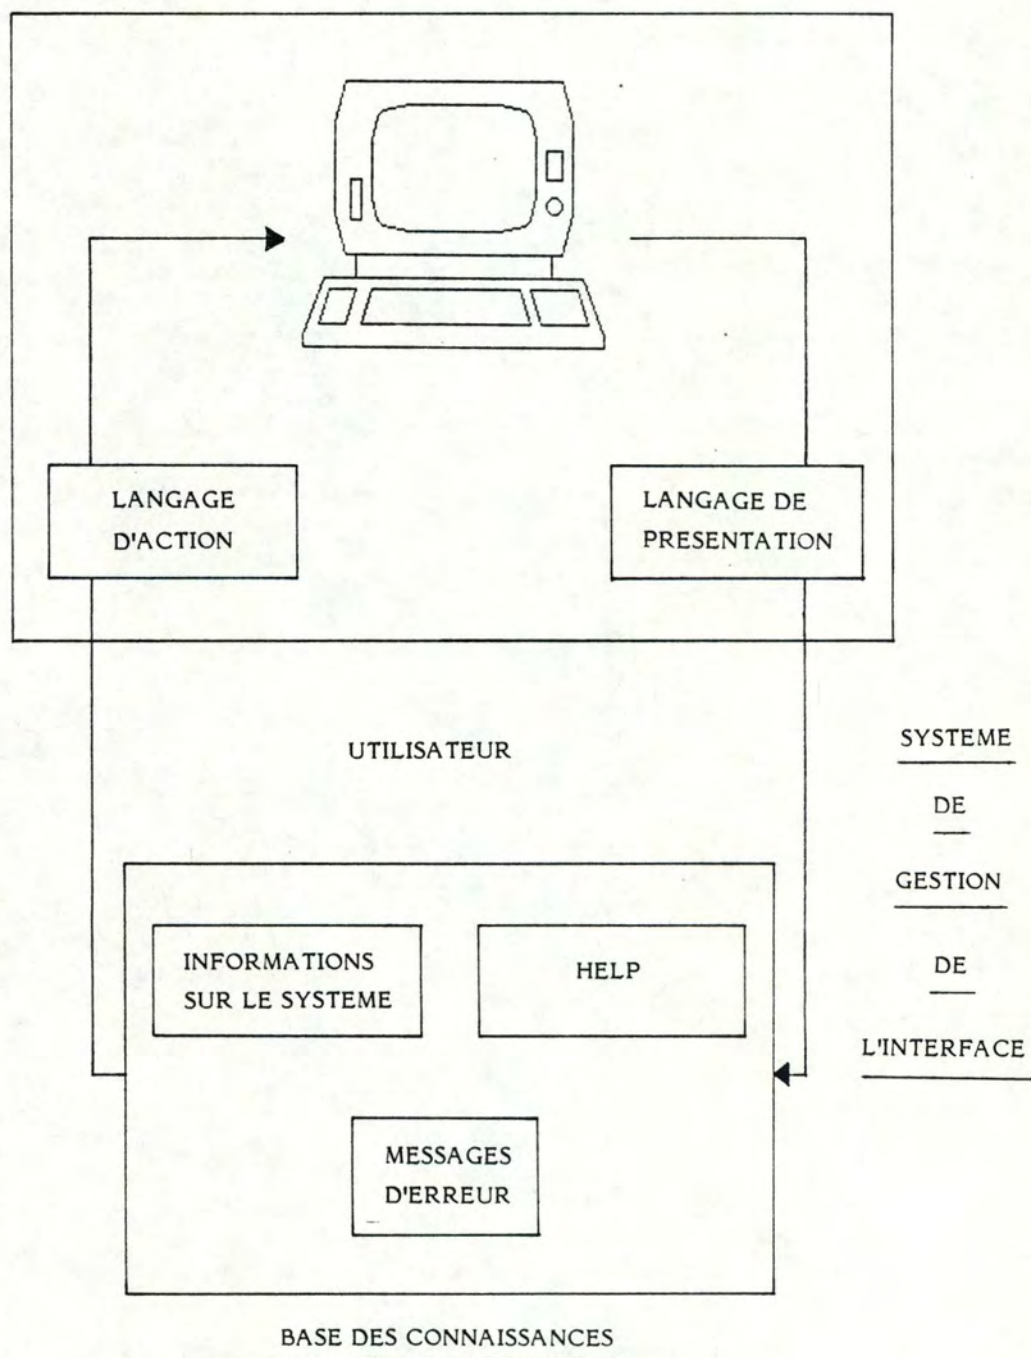 LANGAGE
D'ACTION
LANGAGE DE
PRESENTATION
UTILISATEUR
SYSTEME
DE
GESTION
DE
L'INTERFACE
INFORMATIONS
SUR LE SYSTEME
HELP
MESSAGES
D'ERREUR
BASE DES CONNAISSANCES